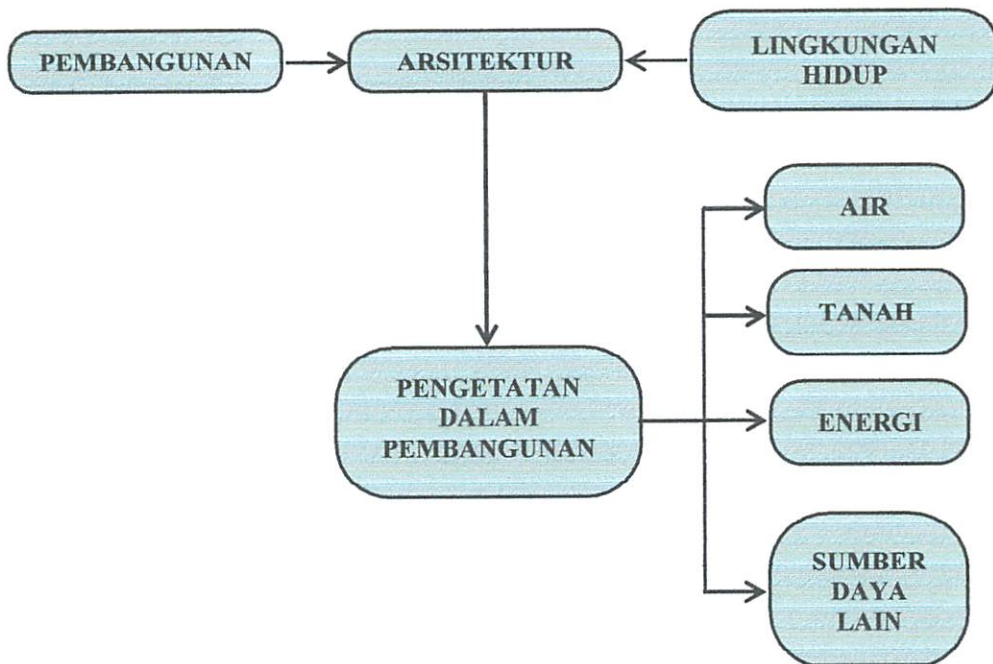 PEMBANGUNAN
ARSITEKTUR
LINGKUNGAN
HIDUP
AIR
TANAH
PENGETATAN
DALAM
PEMBANGUNAN
ENERGI
SUMBER
DAYA
LAIN